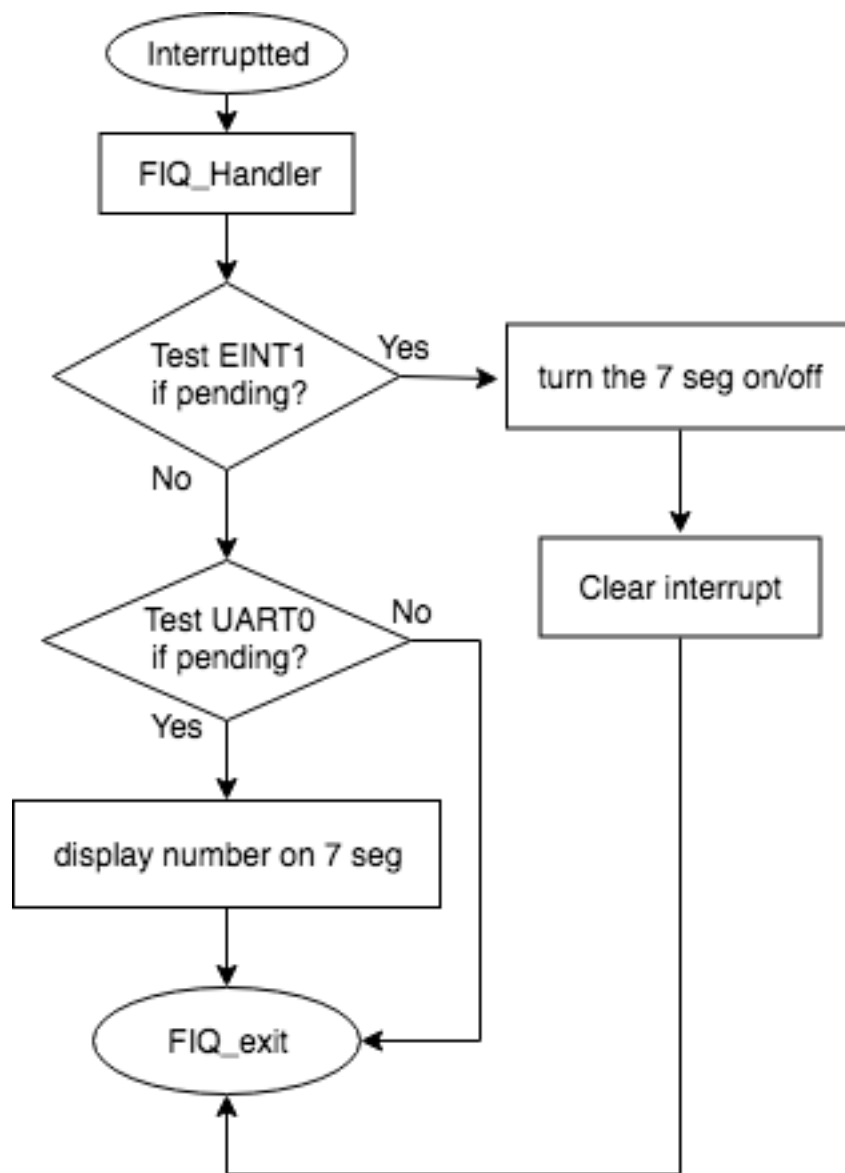 Interruptted
FIQ_Handler
Test EINT1
if pending?
Yes
turn the 7 seg on/off
No
Clear interrupt
Test UART0
if pending?
No
Yes
display number on 7 seg
FIQ_exit